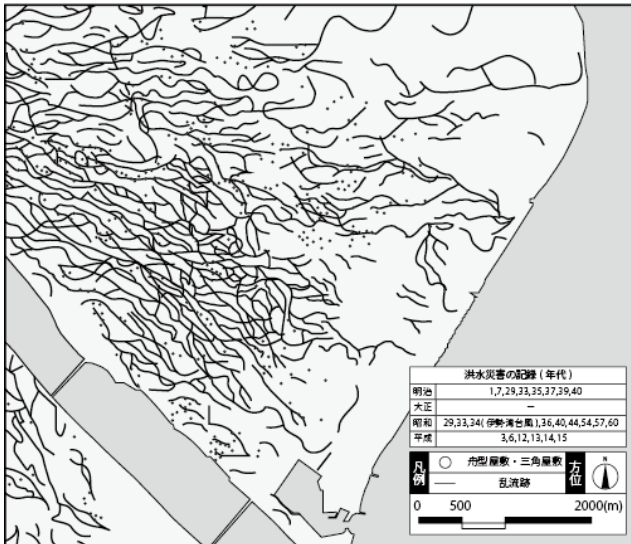 洪水災害の記録(年代)
明治 1,7,29,33,35,37,39,40
大正 −
昭和 29,33,34(伊勢湾台風),36,40,44,54,57,60
平成 3,6,12,13,14,15
凡例 舟型屋敷・三角屋敷 方位 N
乱流跡
0 500 2000(m)